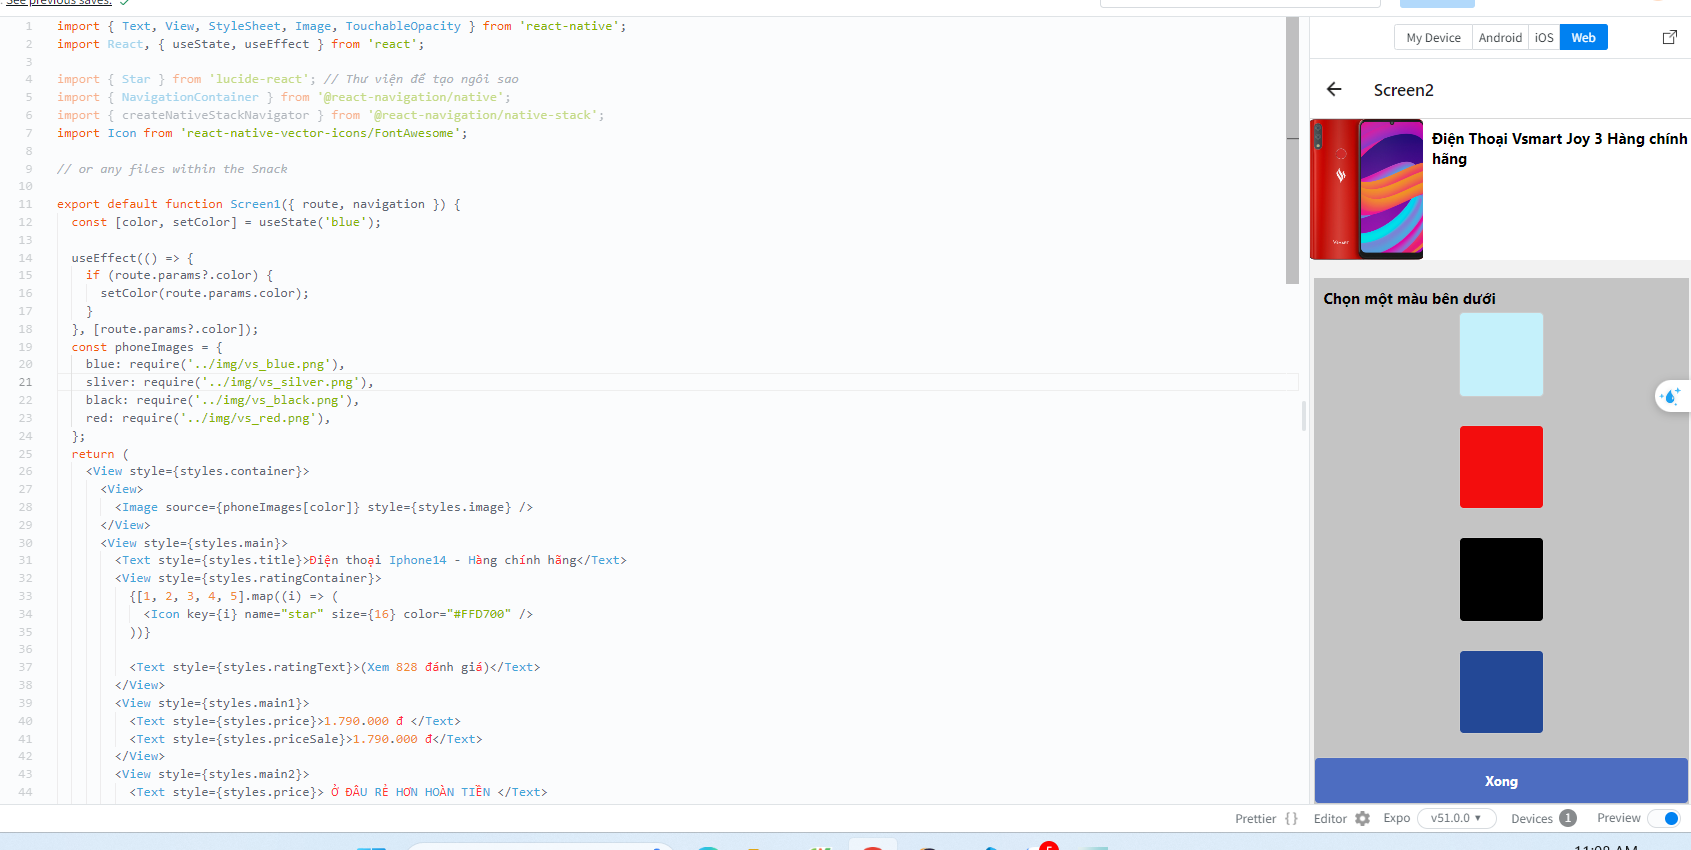 See previous saves.
1 import { Text, View, StyleSheet, Image, TouchableOpacity } from 'react-native';
2 import React, { useState, useEffect } from 'react';
3
4 import { Star } from 'lucide-react'; // Thư viện để tạo ngôi sao
5 import { NavigationContainer } from '@react-navigation/native';
6 import { createNativeStackNavigator } from '@react-navigation/native-stack';
7 import Icon from 'react-native-vector-icons/FontAwesome';
8
9 // or any files within the Snack
10
11 export default function Screen1({ route, navigation }) {
12 const [color, setColor] = useState('blue');
13
14 useEffect(() => {
15 if (route.params?.color) {
16 setColor(route.params.color);
17 }
18 }, [route.params?.color]);
19 const phoneImages = {
20 blue: require('../img/vs_blue.png'),
21 sliver: require('../img/vs_silver.png'),
22 black: require('../img/vs_black.png'),
23 red: require('../img/vs_red.png'),
24 };
25 return (
26 <View style={styles.container}>
27 <View>
28 <Image source={phoneImages[color]} style={styles.image} />
29 </View>
30 <View style={styles.main}>
31 <Text style={styles.title}>Điện thoại Iphone14 - Hàng chính hãng</Text>
32 <View style={styles.ratingContainer}>
33 {[1, 2, 3, 4, 5].map((i) => (
34 <Icon key={i} name="star" size={16} color="#FFD700" />
35 ))}
36
37 <Text style={styles.ratingText}>(Xem 828 đánh giá)</Text>
38 </View>
39 <View style={styles.main1}>
40 <Text style={styles.price}>1.790.000 đ </Text>
41 <Text style={styles.priceSale}>1.790.000 đ</Text>
42 </View>
43 <View style={styles.main2}>
44 <Text style={styles.price}> Ở ĐÂU RẺ HƠN HOÀN TIỀN </Text>
My Device Android iOS Web
Screen2
Điện Thoại Vsmart Joy 3 Hàng chính
hãng
Vsmart
Chọn một màu bên dưới
Xong
Prettier {} Editor Expo v51.0.0 Devices 1 Preview
5
11:08 AM